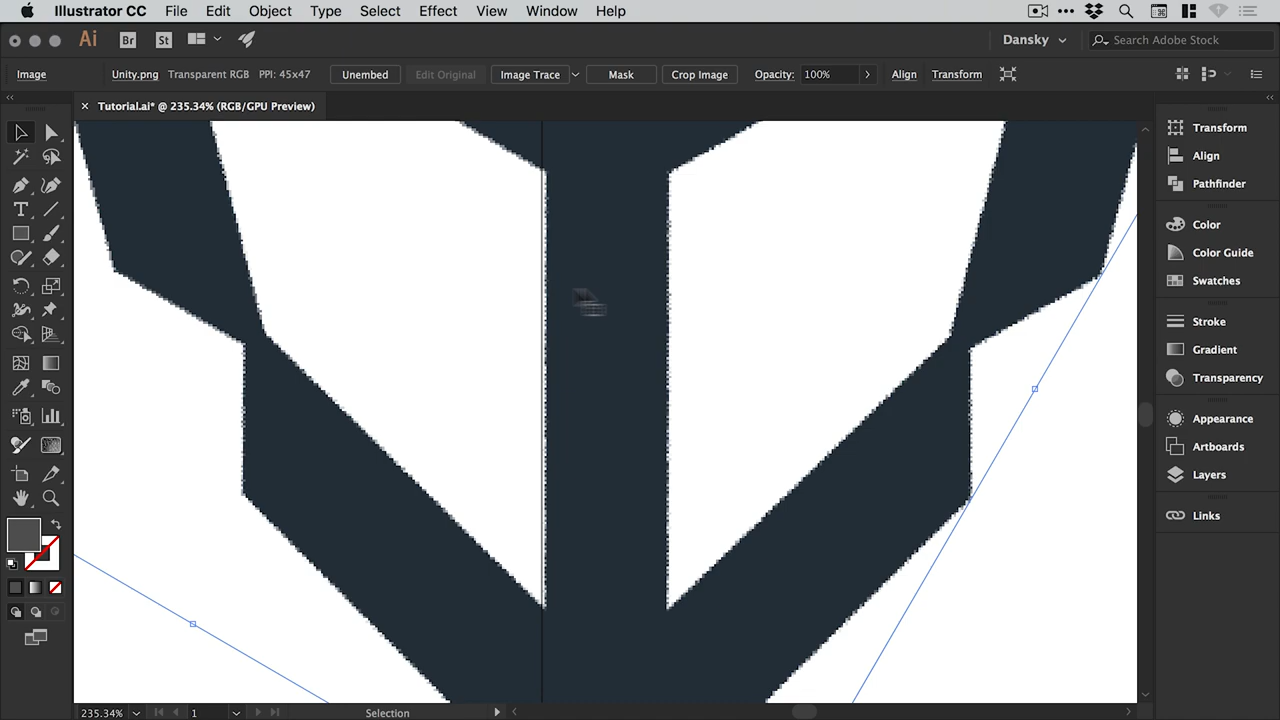 Illustrator CC File Edit Object Type Select Effect View Window Help
Ai Br St Dansky Search Adobe Stock
Image Unity.png Transparent RGB PPI: 45x47 Unembed Edit Original Image Trace Mask Crop Image Opacity: 100% Align Transform
Tutorial.ai* @ 235.34% (RGB/GPU Preview)
Transform
Align
Pathfinder
Color
Color Guide
Swatches
Stroke
Gradient
Transparency
Appearance
Artboards
Layers
Links
235.34% 1 Selection